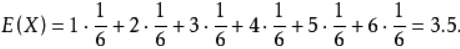 E(X) = 1 · 1/6 + 2 · 1/6 + 3 · 1/6 + 4 · 1/6 + 5 · 1/6 + 6 · 1/6 = 3.5.